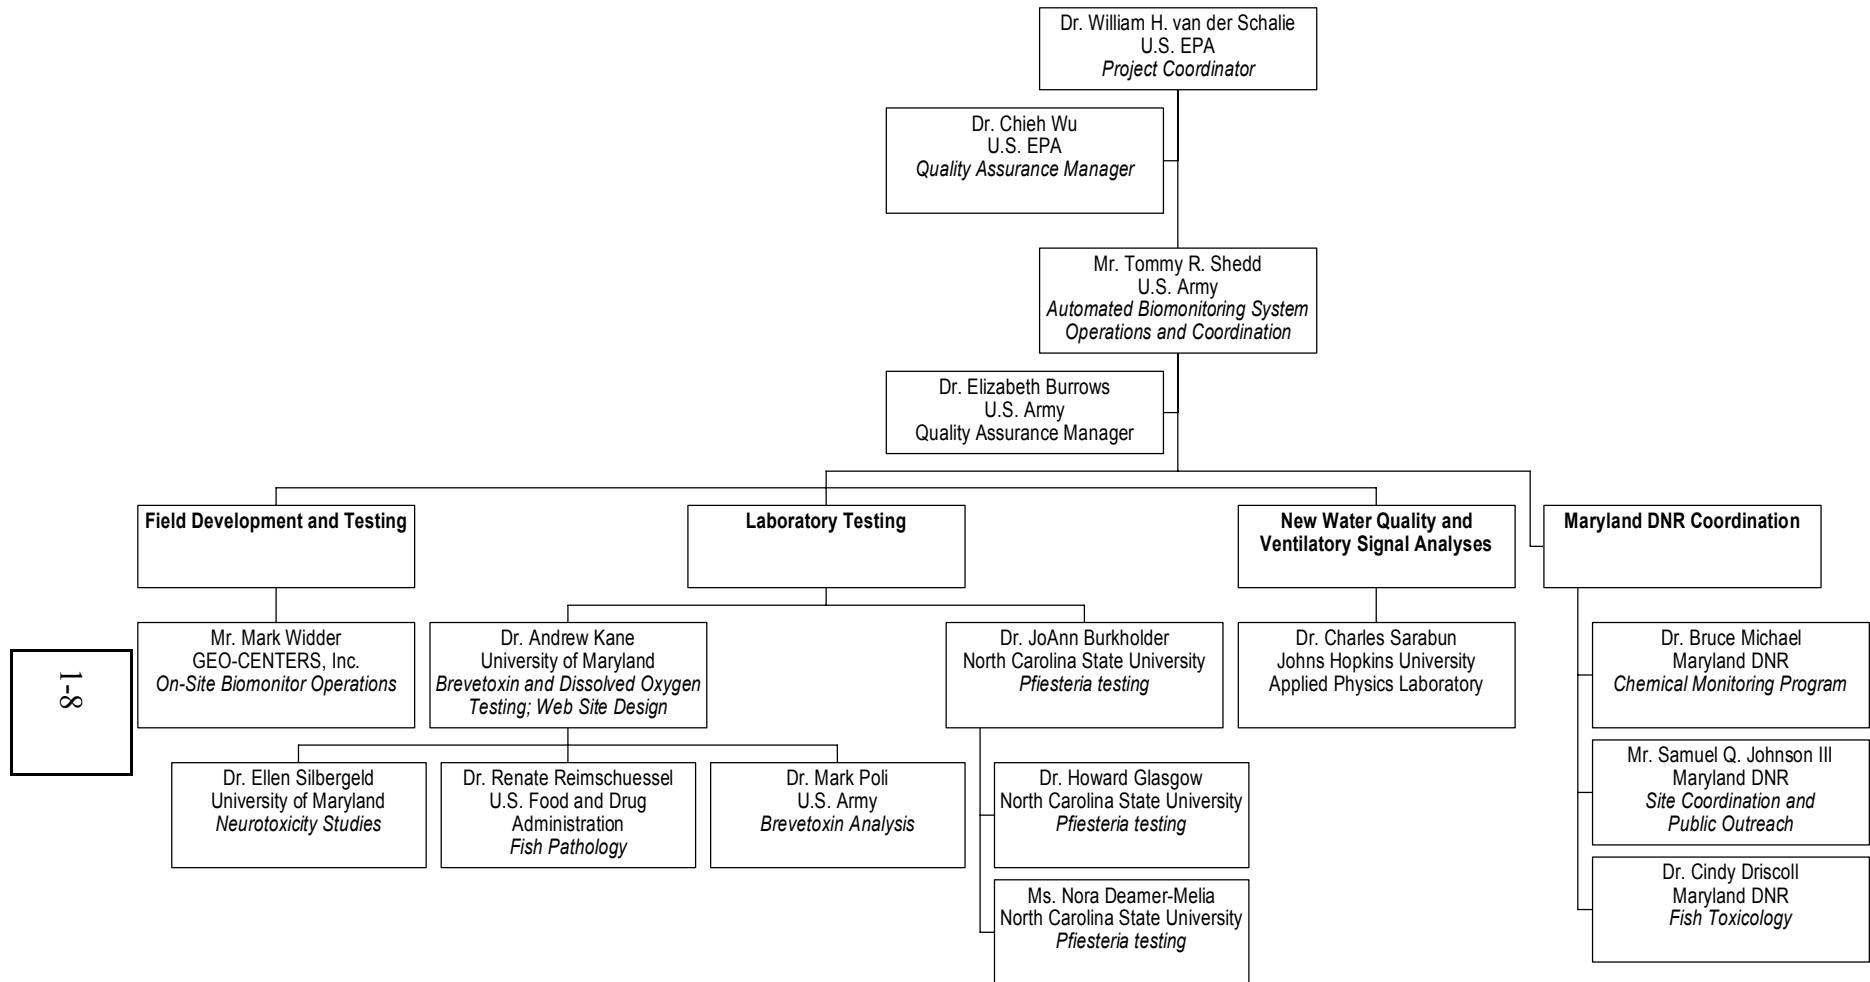 Dr. William H. van der Schalie
U.S. EPA
Project Coordinator
Dr. Chieh Wu
U.S. EPA
Quality Assurance Manager
Mr. Tommy R. Shedd
U.S. Army
Automated Biomonitoring System
Operations and Coordination
Dr. Elizabeth Burrows
U.S. Army
Quality Assurance Manager
Field Development and Testing
Laboratory Testing
New Water Quality and
Ventilatory Signal Analyses
Maryland DNR Coordination
Mr. Mark Widder
GEO-CENTERS, Inc.
On-Site Biomonitor Operations
Dr. Andrew Kane
University of Maryland
Brevetoxin and Dissolved Oxygen
Testing; Web Site Design
Dr. JoAnn Burkholder
North Carolina State University
Pfiesteria testing
Dr. Charles Sarabun
Johns Hopkins University
Applied Physics Laboratory
Dr. Bruce Michael
Maryland DNR
Chemical Monitoring Program
1-8
Dr. Ellen Silbergeld
University of Maryland
Neurotoxicity Studies
Dr. Renate Reimschuessel
U.S. Food and Drug
Administration
Fish Pathology
Dr. Mark Poli
U.S. Army
Brevetoxin Analysis
Dr. Howard Glasgow
North Carolina State University
Pfiesteria testing
Mr. Samuel Q. Johnson III
Maryland DNR
Site Coordination and
Public Outreach
Ms. Nora Deamer-Melia
North Carolina State University
Pfiesteria testing
Dr. Cindy Driscoll
Maryland DNR
Fish Toxicology